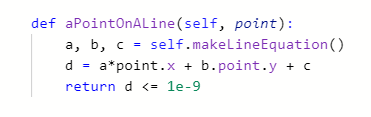 def aPointOnALine(self, point):
    a, b, c = self.makeLineEquation()
    d = a*point.x + b.point.y + c
    return d <= 1e-9